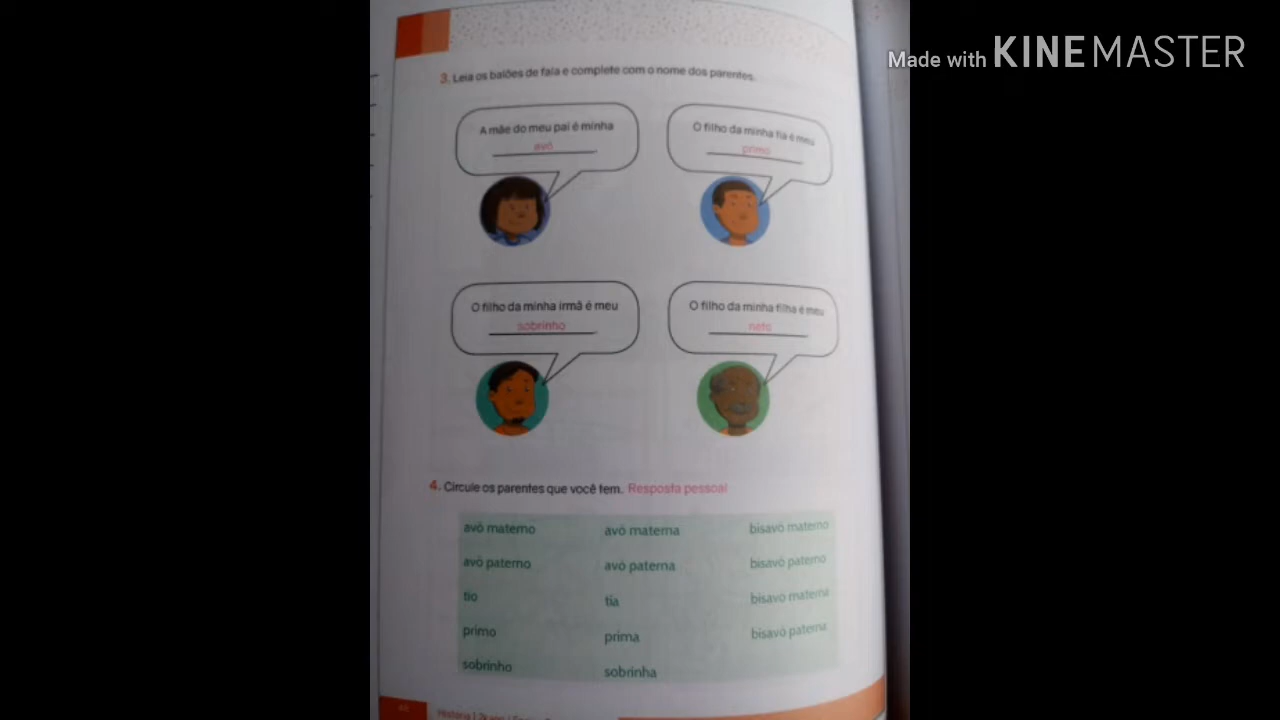 Made with KINEMASTER
3. Leia os balões de fala e complete com o nome dos parentes.
A mãe do meu pai é minha
avó
O filho da minha tia é meu
primo
O filho da minha irmã é meu
sobrinho
O filho da minha filha é meu
neto
4. Circule os parentes que você tem. Resposta pessoal
avô materno avó materna bisavô materno
avô paterno avó paterna bisavô paterno
tio tia bisavó materna
primo prima bisavó paterna
sobrinho sobrinha
História